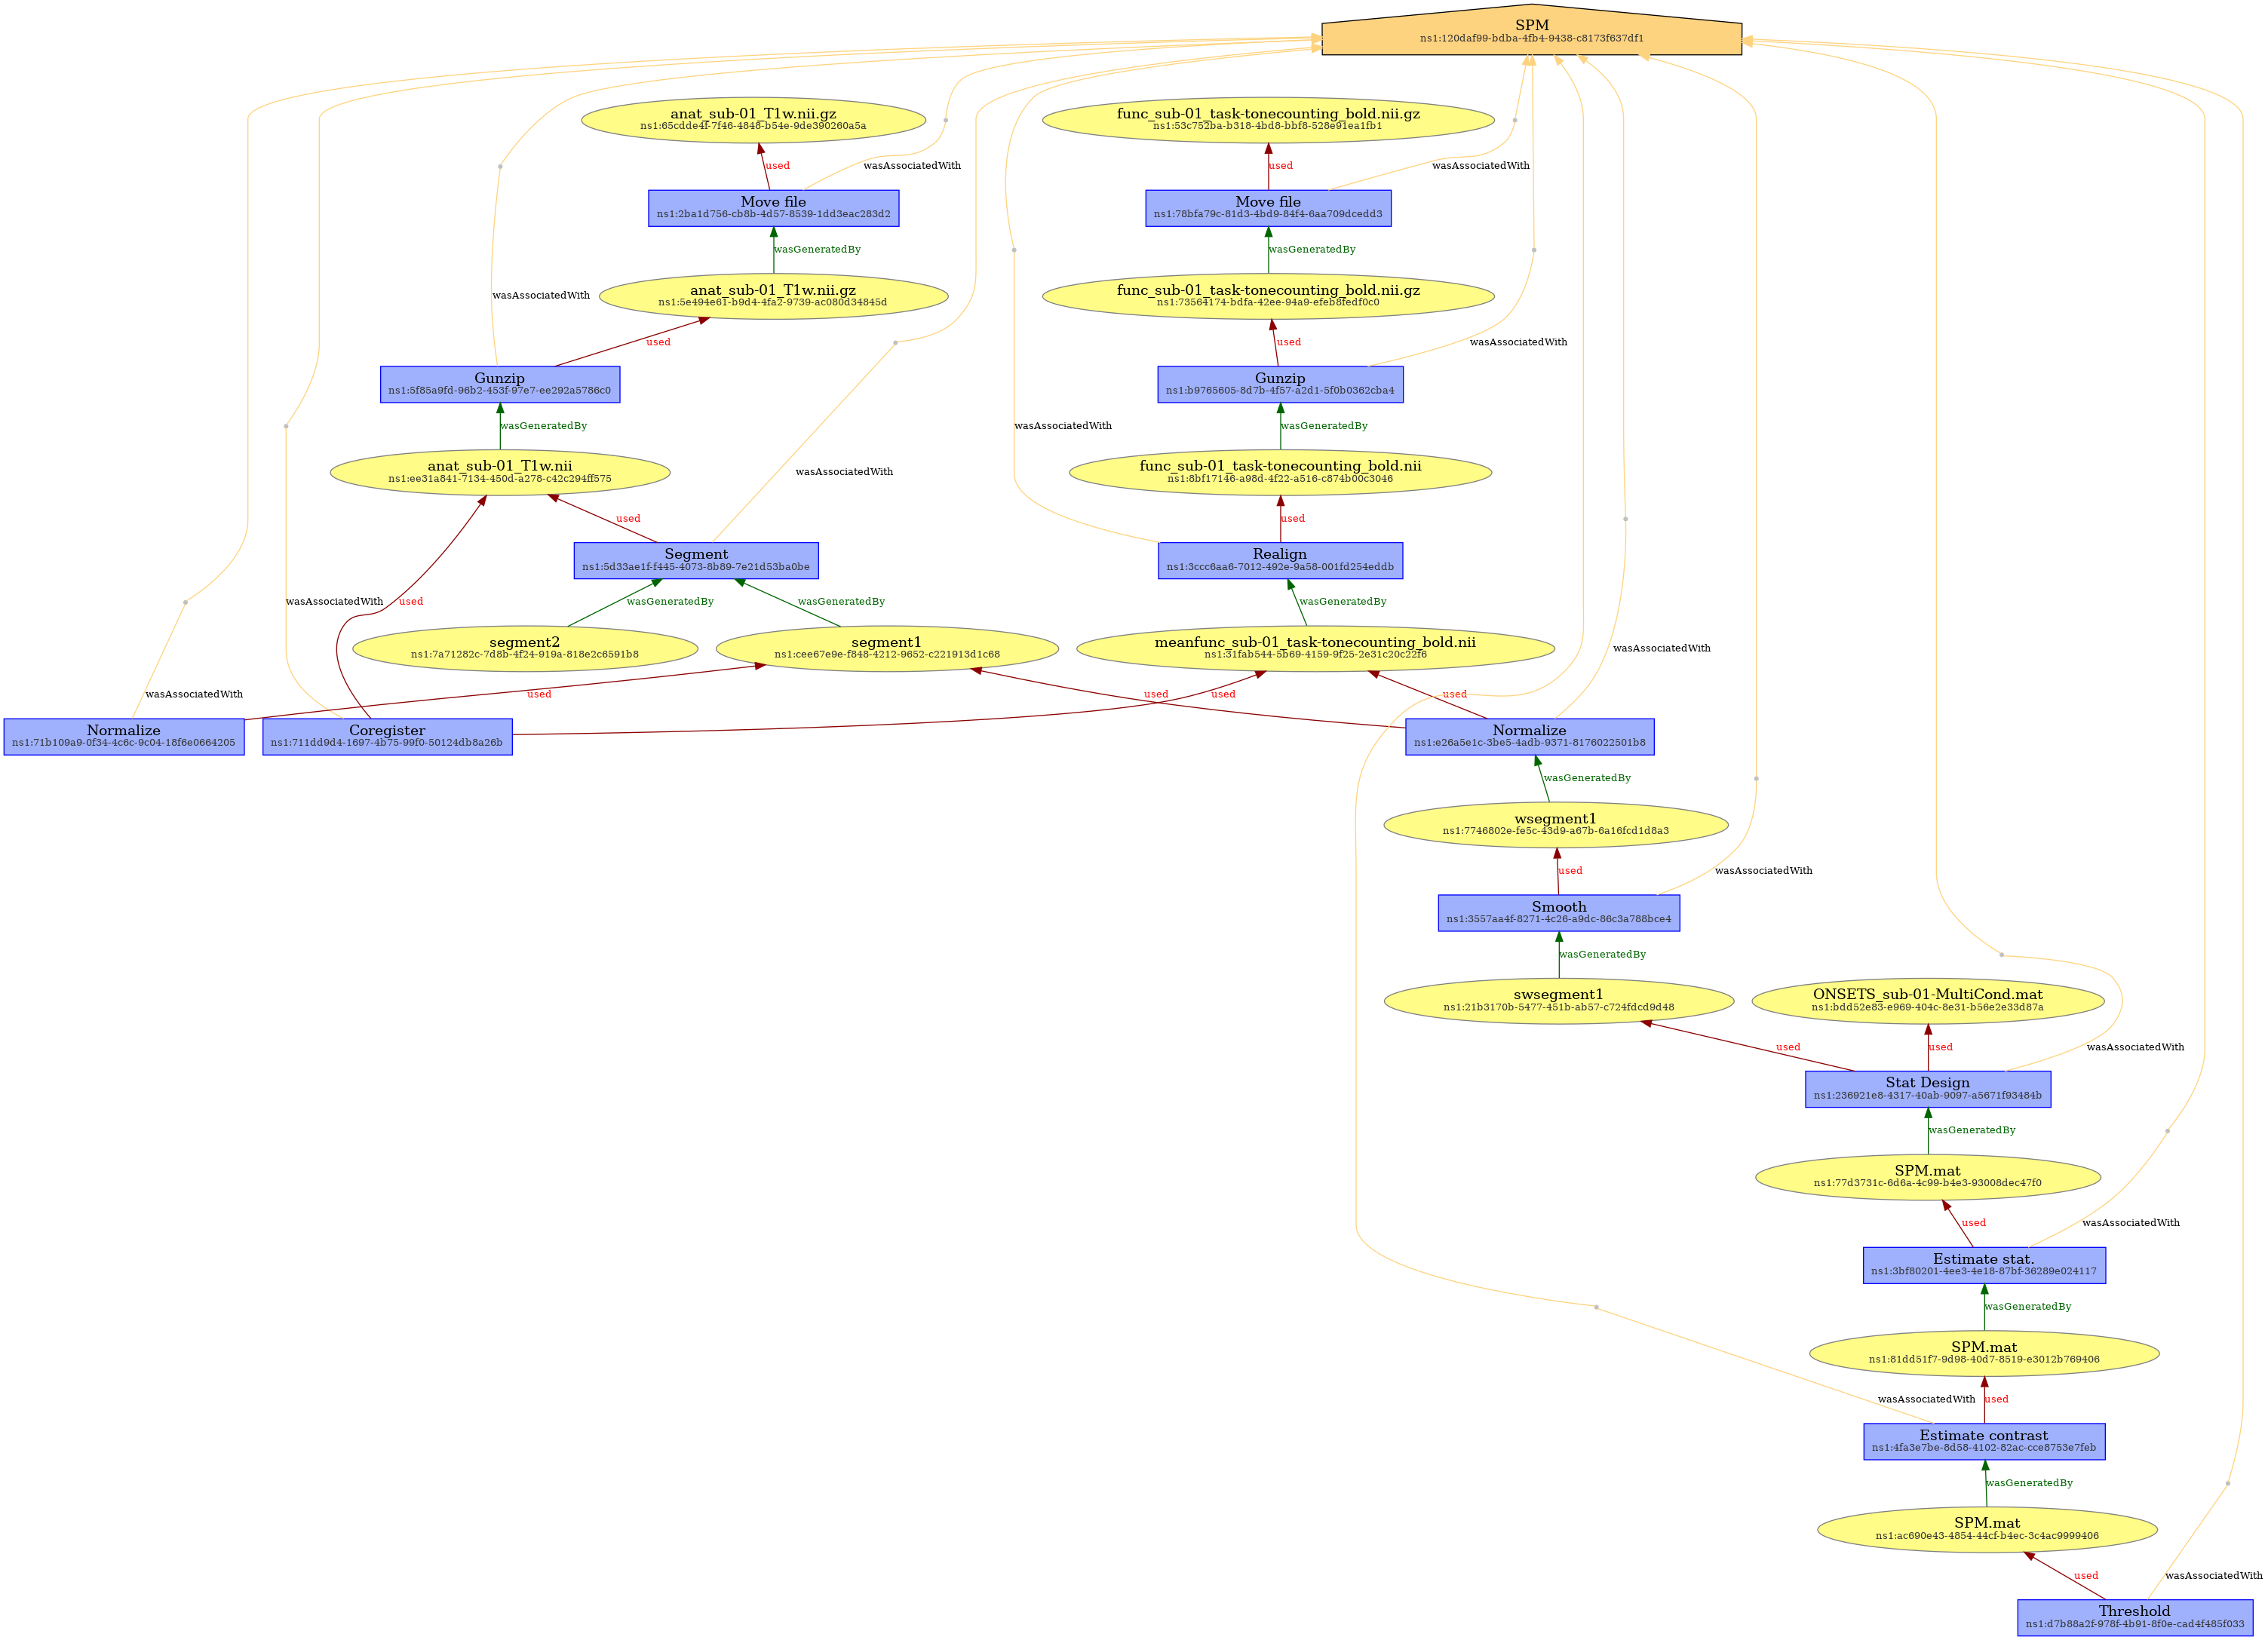 SPM
ns1:120daf99-bdba-4fb4-9438-c8173f637df1
anat_sub-01_T1w.nii.gz
ns1:65cdde4f-7f46-4848-b54e-9de390260a5a
func_sub-01_task-tonecounting_bold.nii.gz
ns1:53c752ba-b318-4bd8-bbf8-528e91ea1fb1
used
wasAssociatedWith
used
wasAssociatedWith
Move file
ns1:2ba1d756-cb8b-4d57-8539-1dd3eac283d2
Move file
ns1:78bfa79c-81d3-4bd9-84f4-6aa709dcedd3
wasGeneratedBy
wasGeneratedBy
anat_sub-01_T1w.nii.gz
ns1:5e494e61-b9d4-4fa2-9739-ac080d34845d
func_sub-01_task-tonecounting_bold.nii.gz
ns1:73564174-bdfa-42ee-94a9-efeb8fedf0c0
wasAssociatedWith
used
used
wasAssociatedWith
Gunzip
ns1:5f85a9fd-96b2-453f-97e7-ee292a5786c0
Gunzip
ns1:b9765605-8d7b-4f57-a2d1-5f0b0362cba4
wasGeneratedBy
wasAssociatedWith
wasGeneratedBy
anat_sub-01_T1w.nii
ns1:ee31a841-7134-450d-a278-c42c294ff575
wasAssociatedWith
func_sub-01_task-tonecounting_bold.nii
ns1:8bf17146-a98d-4f22-a516-c874b00c3046
used
used
Segment
ns1:5d33ae1f-f445-4073-8b89-7e21d53ba0be
Realign
ns1:3ccc6aa6-7012-492e-9a58-001fd254eddb
wasAssociatedWith
used
wasGeneratedBy
wasGeneratedBy
wasGeneratedBy
segment2
ns1:7a71282c-7d8b-4f24-919a-818e2c6591b8
segment1
ns1:cee67e9e-f848-4212-9652-c221913d1c68
meanfunc_sub-01_task-tonecounting_bold.nii
ns1:31fab544-5b69-4159-9f25-2e31c20c22f6
wasAssociatedWith
wasAssociatedWith
used
used
used
used
Normalize
ns1:71b109a9-0f34-4c6c-9c04-18f6e0664205
Coregister
ns1:711dd9d4-1697-4b75-99f0-50124db8a26b
Normalize
ns1:e26a5e1c-3be5-4adb-9371-8176022501b8
wasGeneratedBy
wsegment1
ns1:7746802e-fe5c-43d9-a67b-6a16fcd1d8a3
used
wasAssociatedWith
Smooth
ns1:3557aa4f-8271-4c26-a9dc-86c3a788bce4
wasGeneratedBy
swsegment1
ns1:21b3170b-5477-451b-ab57-c724fdcd9d48
ONSETS_sub-01-MultiCond.mat
ns1:bdd52e83-e969-404c-8e31-b56e2e33d87a
used
used
wasAssociatedWith
Stat Design
ns1:236921e8-4317-40ab-9097-a5671f93484b
wasGeneratedBy
SPM.mat
ns1:77d3731c-6d6a-4c99-b4e3-93008dec47f0
used
wasAssociatedWith
Estimate stat.
ns1:3bf80201-4ee3-4e18-87bf-36289e024117
wasGeneratedBy
SPM.mat
ns1:81dd51f7-9d98-40d7-8519-e3012b769406
wasAssociatedWith
used
Estimate contrast
ns1:4fa3e7be-8d58-4102-82ac-cce8753e7feb
wasGeneratedBy
SPM.mat
ns1:ac690e43-4854-44cf-b4ec-3c4ac9999406
used
wasAssociatedWith
Threshold
ns1:d7b88a2f-978f-4b91-8f0e-cad4f485f033